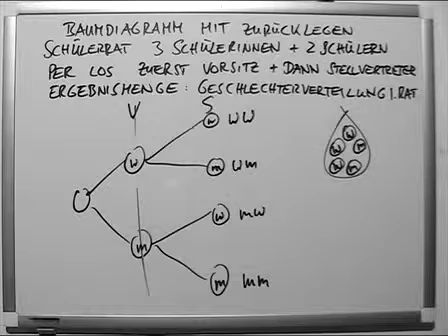 BAUMDIAGRAMM MIT ZURÜCKLEGEN
SCHÜLERRAT 3 SCHÜLERINNEN + 2 SCHÜLERN
PER LOS ZUERST VORSITZ + DANN STELLVERTRETER
ERGEBNISMENGE: GESCHLECHTERVERTEILUNG I. RAT
V S
w ww
w
m wm
w mw
m
m mm
w
w m
w m